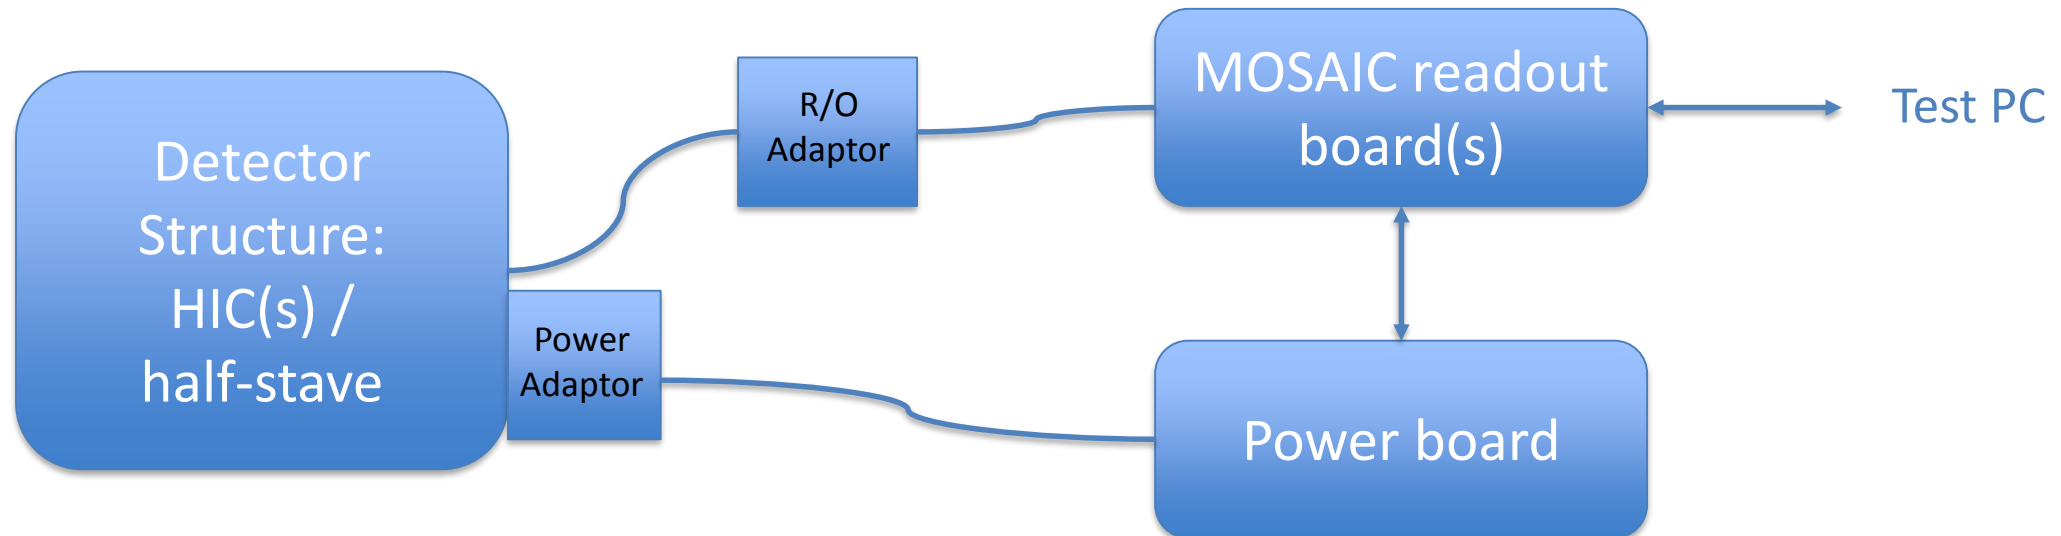 Detector
Structure:
HIC(s) /
half-stave
R/O
Adaptor
Power
Adaptor
MOSAIC readout
board(s)
Test PC
Power board